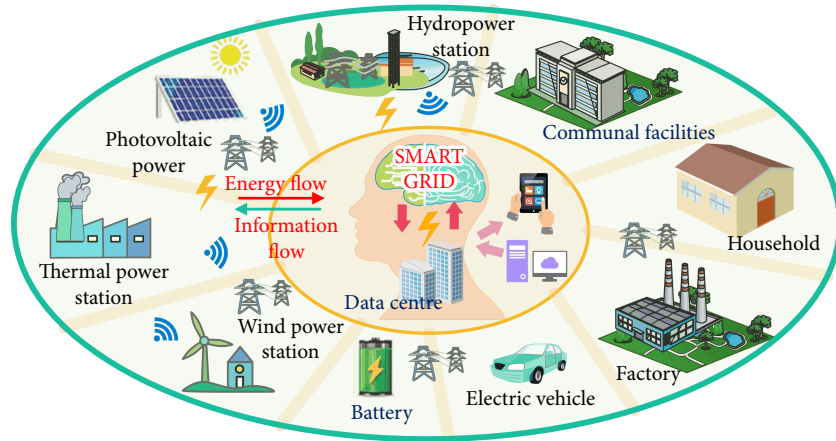 Hydropower
station
Communal facilities
Photovoltaic
power
SMART
GRID
Energy flow
Information
flow
Household
Thermal power
station
Data centre
Wind power
station
Factory
Battery
Electric vehicle